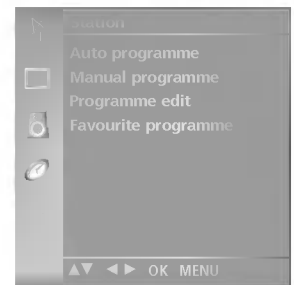 Station
Auto programme
Manual programme
Programme edit
Favourite programme
▲▼ ◄► OK MENU